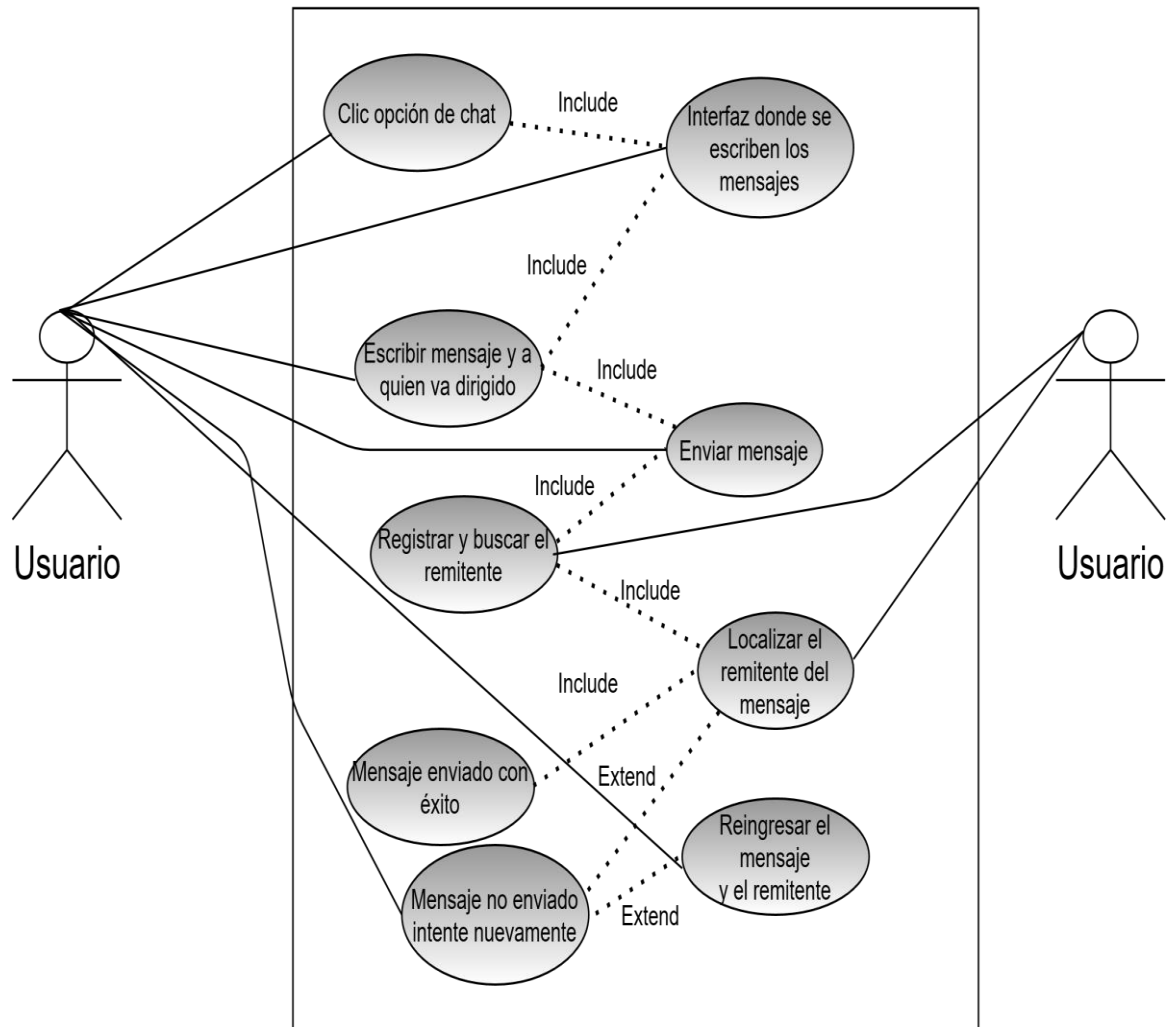 Clic opción de chat
Include
Interfaz donde se
escriben los
mensajes
Include
Escribir mensaje y a
quien va dirigido
Include
Enviar mensaje
Include
Registrar y buscar el
remitente
Usuario
Usuario
Include
Localizar el
remitente del
mensaje
Include
Mensaje enviado con
éxito
Extend
Reingresar el
mensaje
y el remitente
Mensaje no enviado
intente nuevamente
Extend